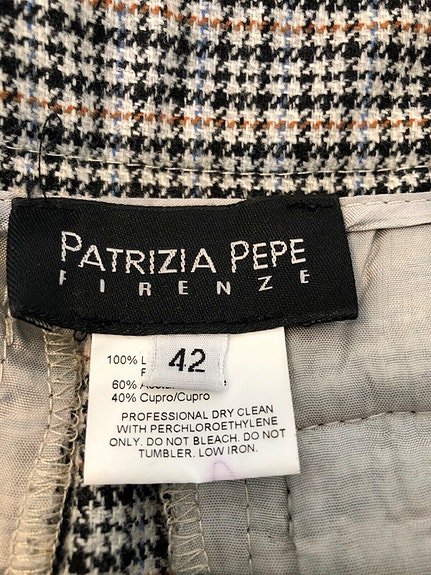 PATRIZIA PEPE
FIRENZE
42
100% L
60%
40% Cupro/Cupro
PROFESSIONAL DRY CLEAN
WITH PERCHLOROETHYLENE
ONLY. DO NOT BLEACH. DO NOT
TUMBLER. LOW IRON.